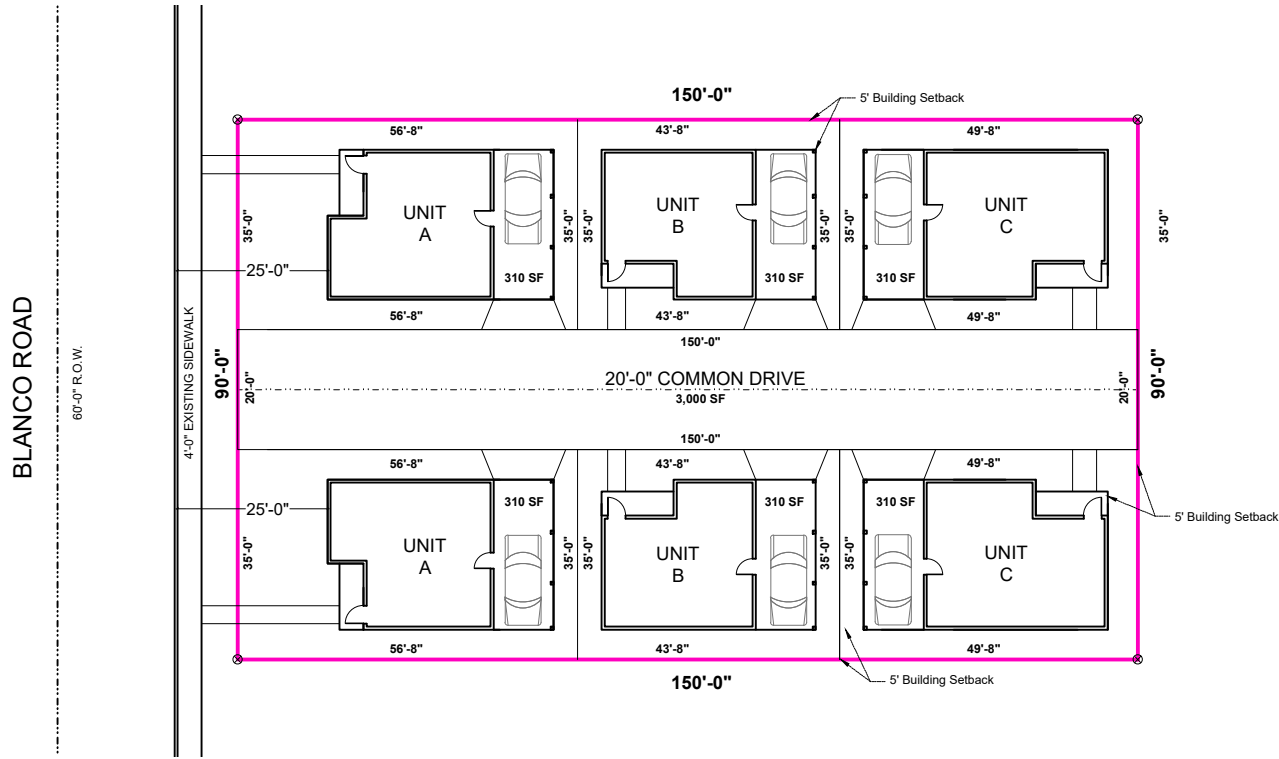 150'-0"
5' Building Setback
56'-8"
43'-8"
49'-8"
UNIT
A
UNIT
B
UNIT
C
35'-0"
35'-0"
35'-0"
35'-0"
35'-0"
35'-0"
25'-0"
310 SF
310 SF
310 SF
56'-8"
43'-8"
49'-8"
BLANCO ROAD
60'-0" R.O.W.
4'-0" EXISTING SIDEWALK
90'-0"
20'-0"
150'-0"
20'-0" COMMON DRIVE
3,000 SF
150'-0"
20'-0"
90'-0"
56'-8"
43'-8"
49'-8"
25'-0"
310 SF
310 SF
310 SF
5' Building Setback
UNIT
A
UNIT
B
UNIT
C
35'-0"
35'-0"
35'-0"
35'-0"
35'-0"
56'-8"
43'-8"
49'-8"
150'-0"
5' Building Setback